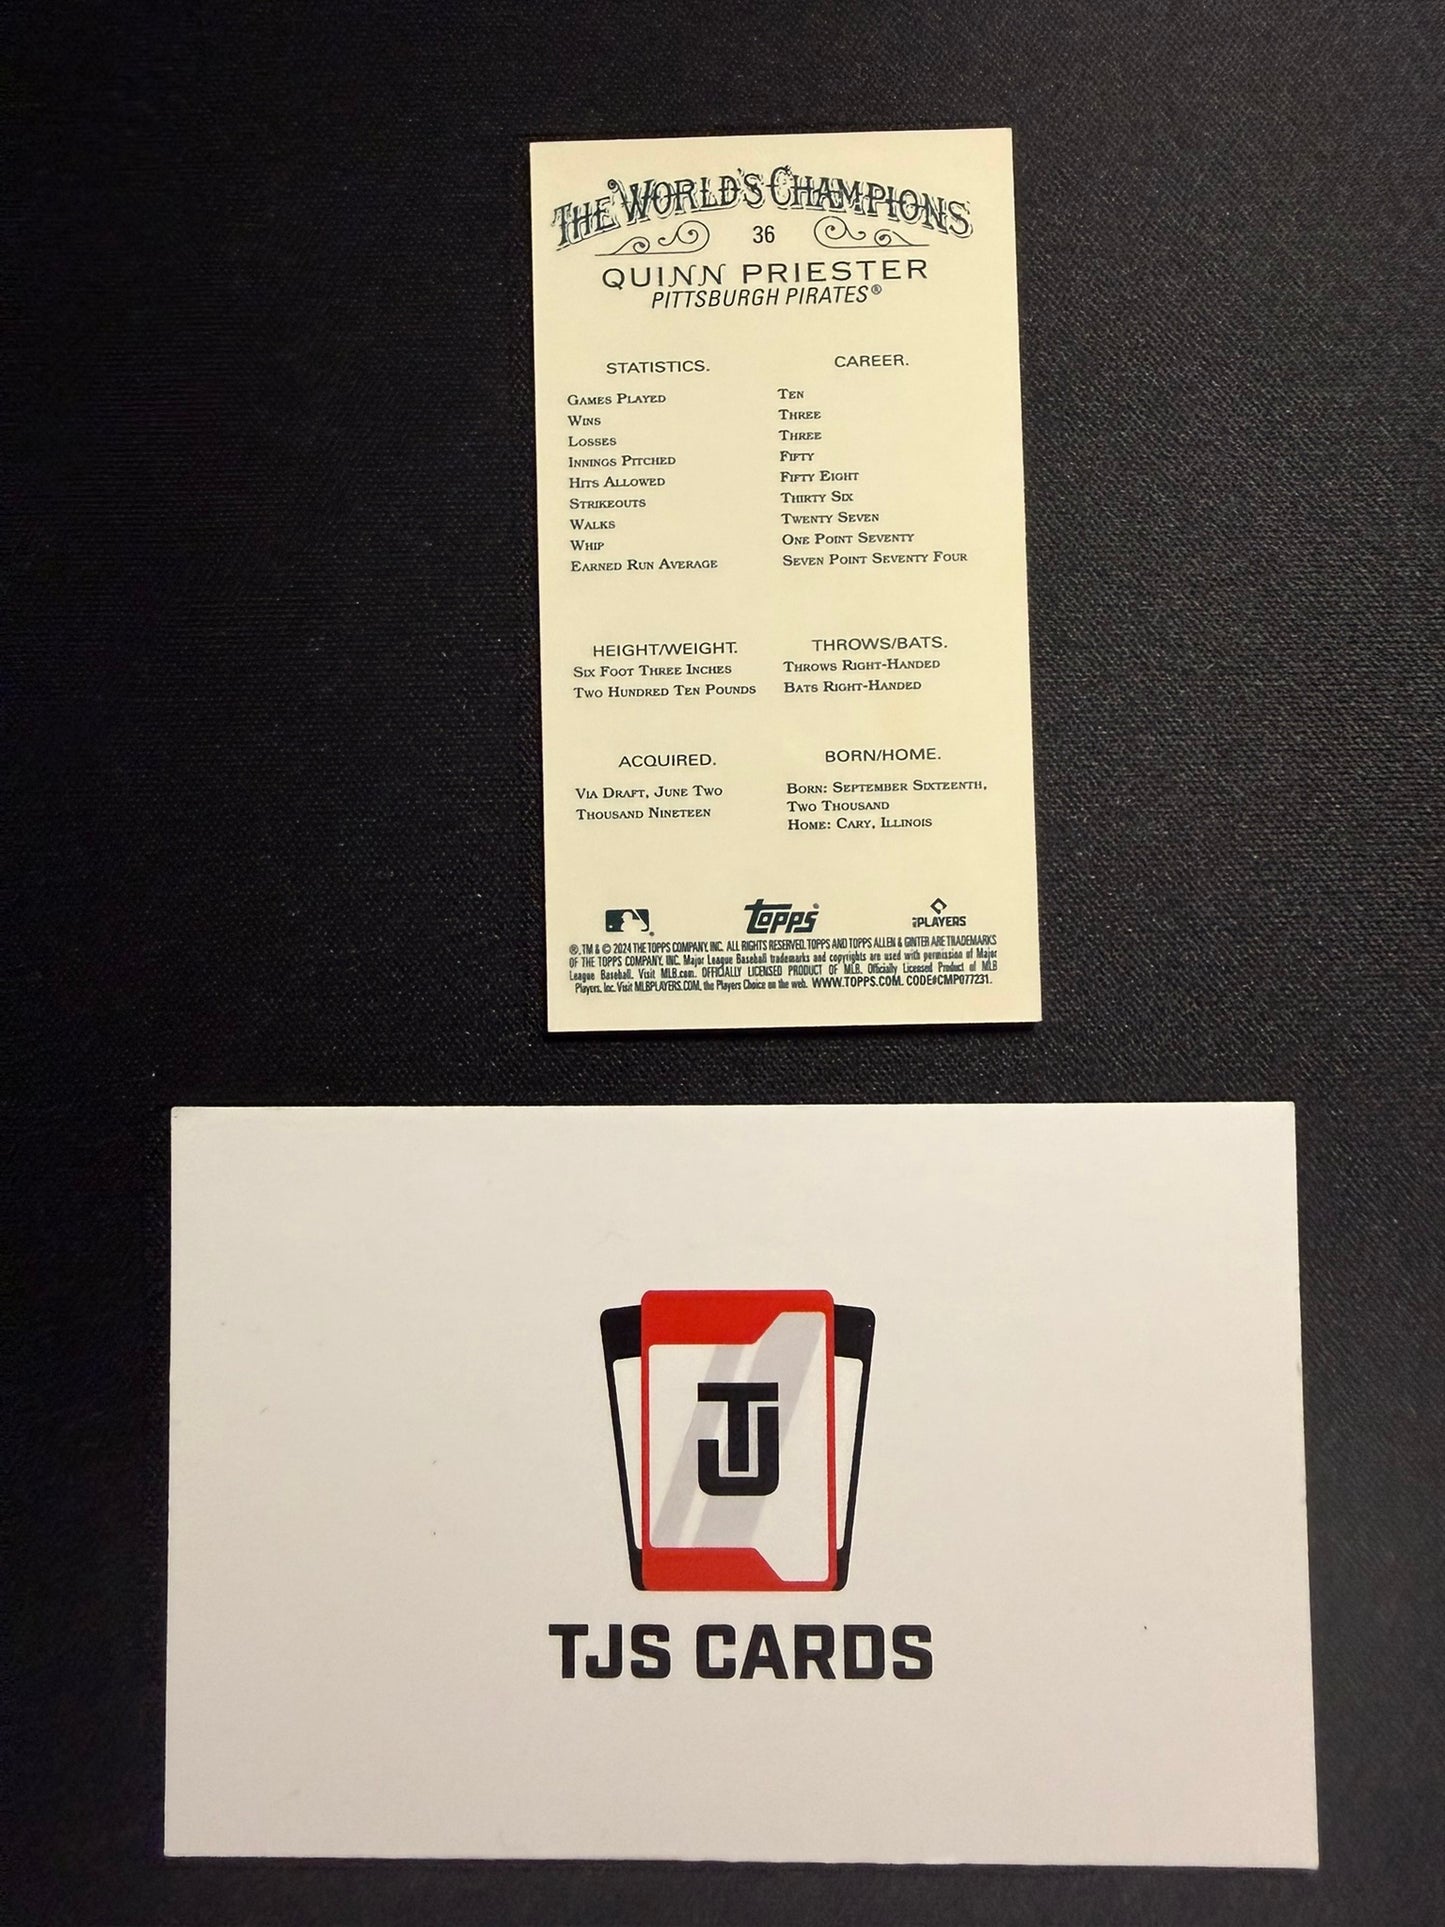 THE WORLD'S CHAMPIONS
36
QUINN PRIESTER
PITTSBURGH PIRATES®
STATISTICS. CAREER.
GAMES PLAYED TEN
WINS THREE
LOSSES THREE
INNINGS PITCHED FIFTY
HITS ALLOWED FIFTY EIGHT
STRIKEOUTS THIRTY SIX
WALKS TWENTY SEVEN
WHIP ONE POINT SEVENTY
EARNED RUN AVERAGE SEVEN POINT SEVENTY FOUR
HEIGHT/WEIGHT. THROWS/BATS.
SIX FOOT THREE INCHES THROWS RIGHT-HANDED
TWO HUNDRED TEN POUNDS BATS RIGHT-HANDED
ACQUIRED. BORN/HOME.
VIA DRAFT, JUNE TWO BORN: SEPTEMBER SIXTEENTH,
THOUSAND NINETEEN TWO THOUSAND
HOME: CARY, ILLINOIS
Topps PLAYERS
®, TM & © 2024 THE TOPPS COMPANY, INC. ALL RIGHTS RESERVED. TOPPS AND TOPPS ALLEN & GINTER ARE TRADEMARKS
OF THE TOPPS COMPANY, INC. Major League Baseball trademarks and copyrights are used with permission of Major
League Baseball. Visit MLB.com. OFFICIALLY LICENSED PRODUCT OF MLB. Officially Licensed Product of MLB
Players, Inc. Visit MLBPLAYERS.COM, the Players Choice on the web. WWW.TOPPS.COM. CODE#CMP077231.
TJ
TJS CARDS